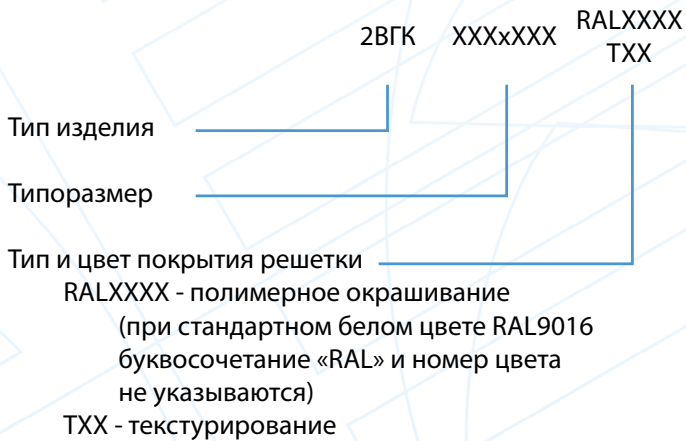 2ВГК XXXxXXX RALXXXX
TXX
Тип изделия
Типоразмер
Тип и цвет покрытия решетки
RALXXXX - полимерное окрашивание
(при стандартном белом цвете RAL9016
буквосочетание «RAL» и номер цвета
не указываются)
TXX - текстурирование